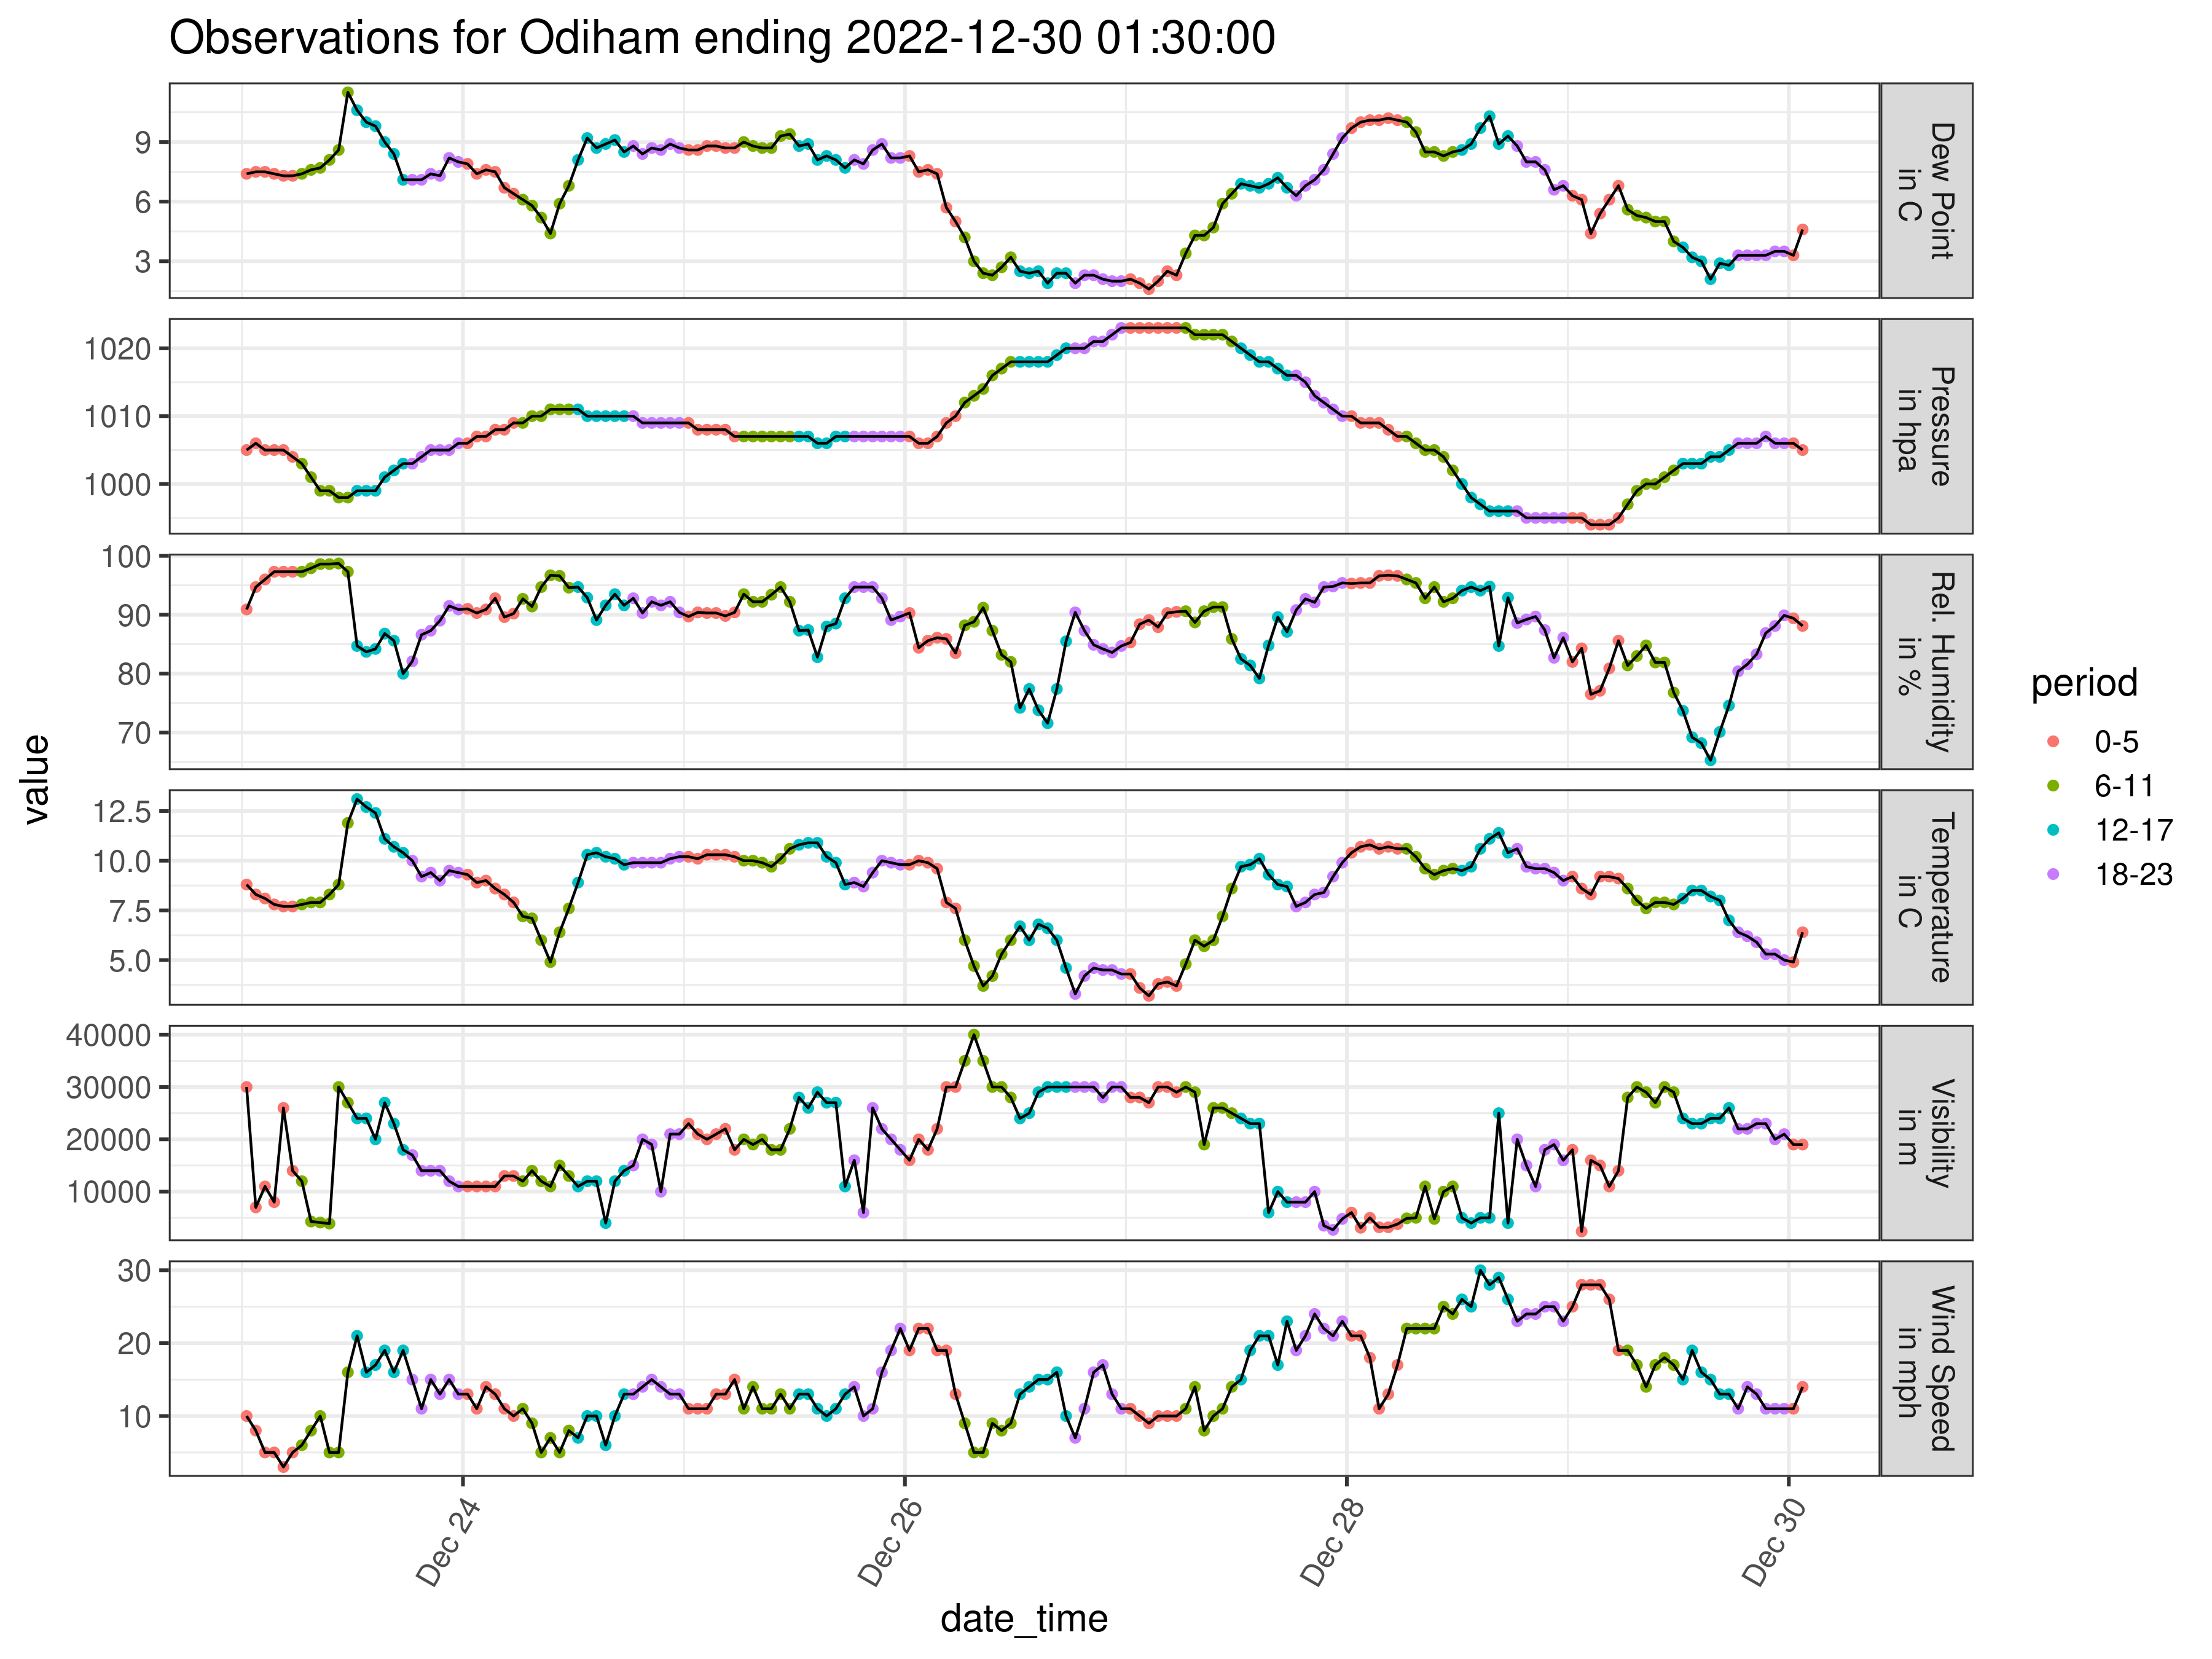 Observations for Odiham ending 2022-12-30 01:30:00
value
9
6
3
Dew Point
in C
1020
1010
1000
Pressure
in hpa
100
90
80
70
Rel. Humidity
in %
12.5
10.0
7.5
5.0
Temperature
in C
40000
30000
20000
10000
Visibility
in m
30
20
10
Wind Speed
in mph
Dec 24
Dec 26
Dec 28
Dec 30
date_time
period
0-5
6-11
12-17
18-23